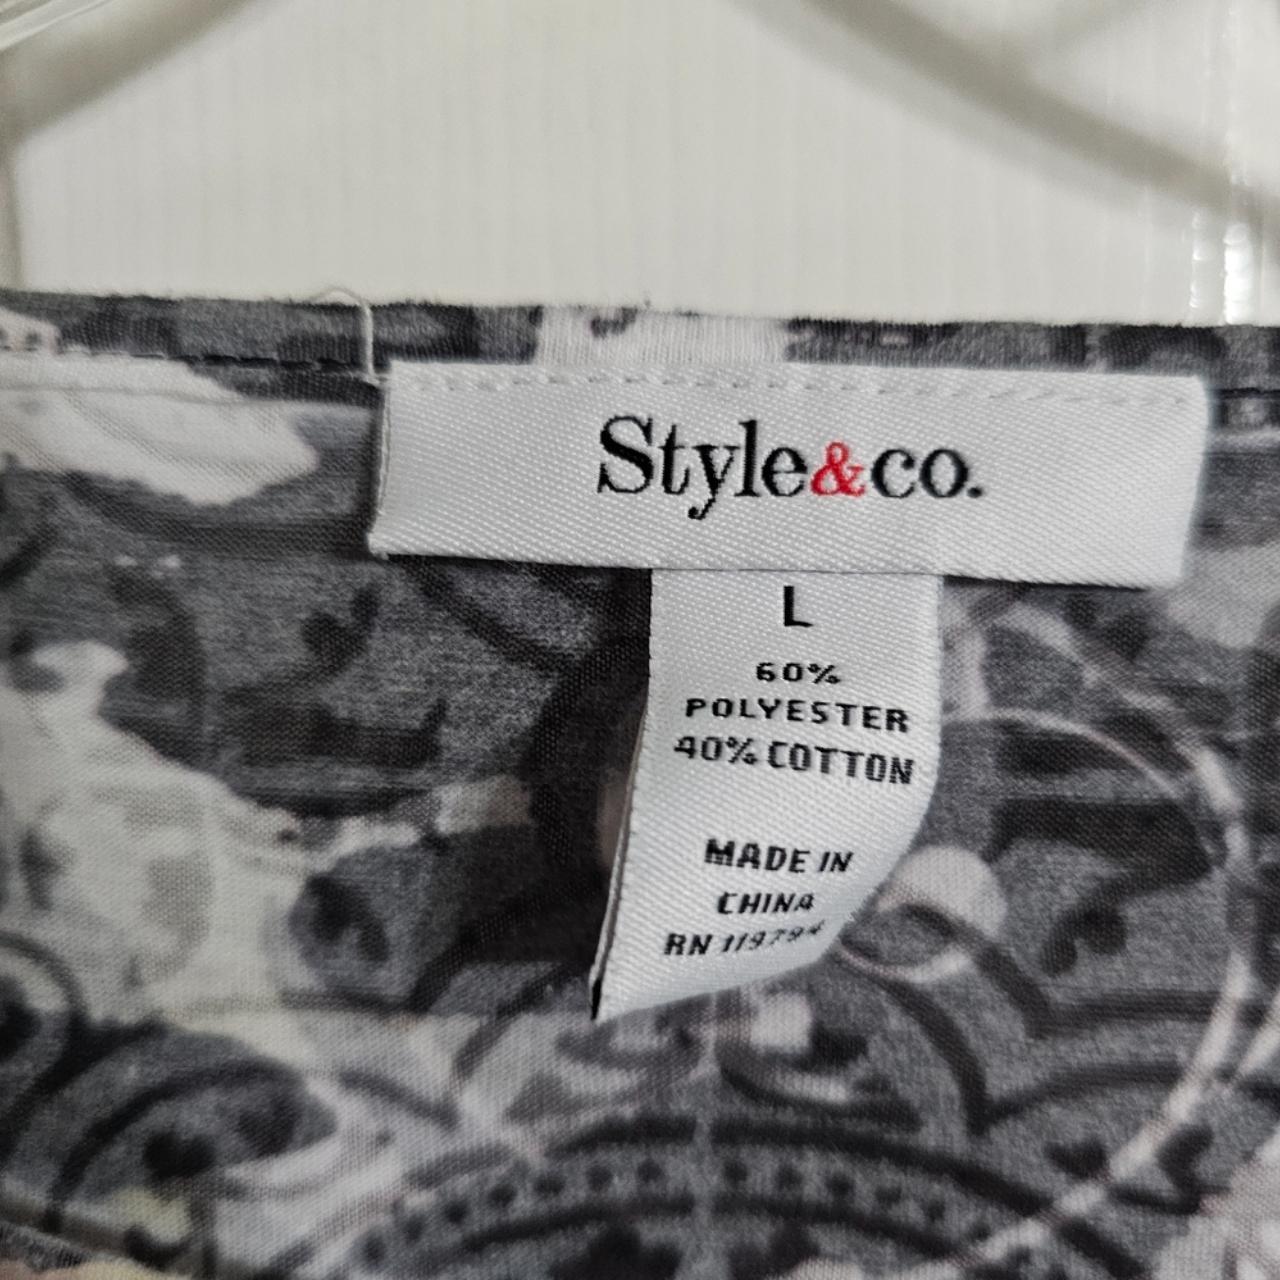 Style&co.
L
60%
POLYESTER
40% COTTON
MADE IN
CHINA
RN